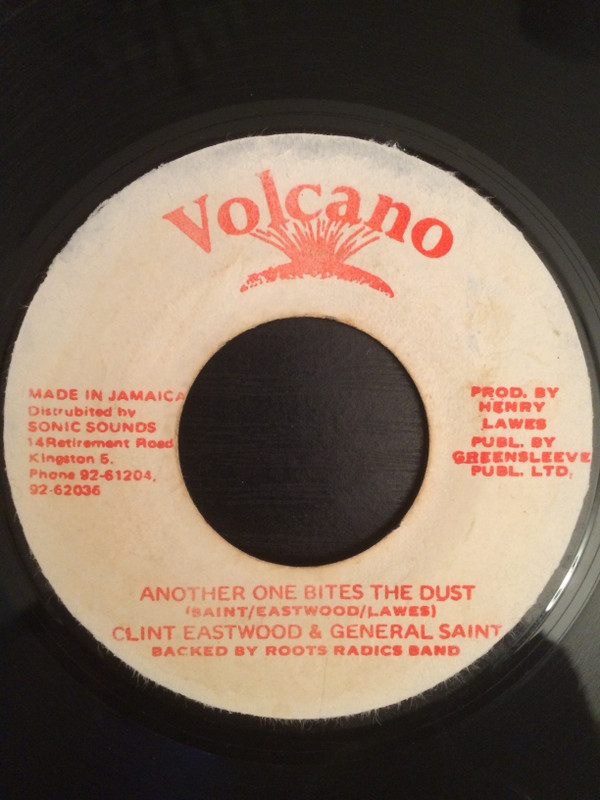 Volcano
MADE IN JAMAICA
Distrubited by
SONIC SOUNDS
14Retirement Road
Kingston 5.
Phone 92-61204,
92-62036
PROD. BY
HENRY
LAWES
PUBL. BY
GREENSLEEVE
PUBL. LTD.
ANOTHER ONE BITES THE DUST
(SAINT/EASTWOOD/LAWES)
CLINT EASTWOOD & GENERAL SAINT
BACKED BY ROOTS RADICS BAND